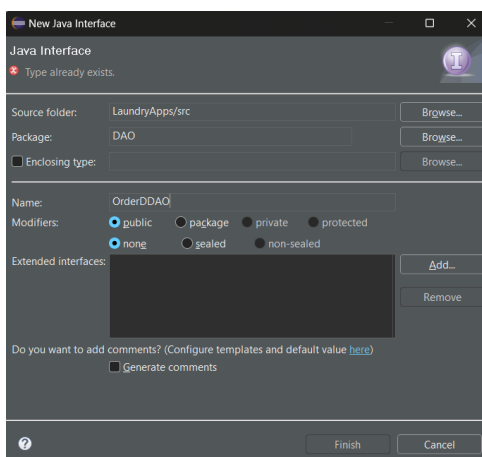 New Java Interface
Java Interface
Type already exists.
Source folder: LaundryApps/src Browse...
Package: DAO Browse...
Enclosing type: Browse...
Name: OrderDDAO
Modifiers: public package private protected
none sealed non-sealed
Extended interfaces: Add...
Remove
Do you want to add comments? (Configure templates and default value here)
Generate comments
? Finish Cancel